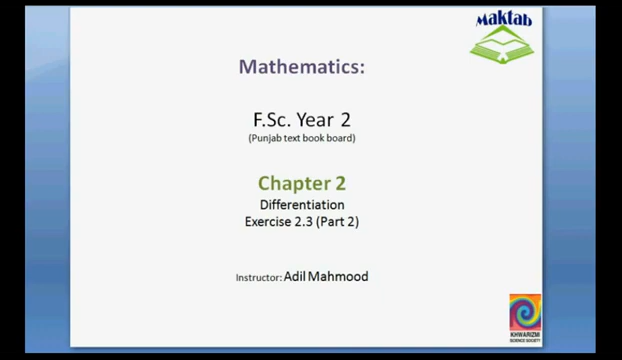 Maktab
Mathematics:
F.Sc. Year 2
(Punjab text book board)
Chapter 2
Differentiation
Exercise 2.3 (Part 2)
Instructor: Adil Mahmood
KHWARIZMI
SCIENCE SOCIETY